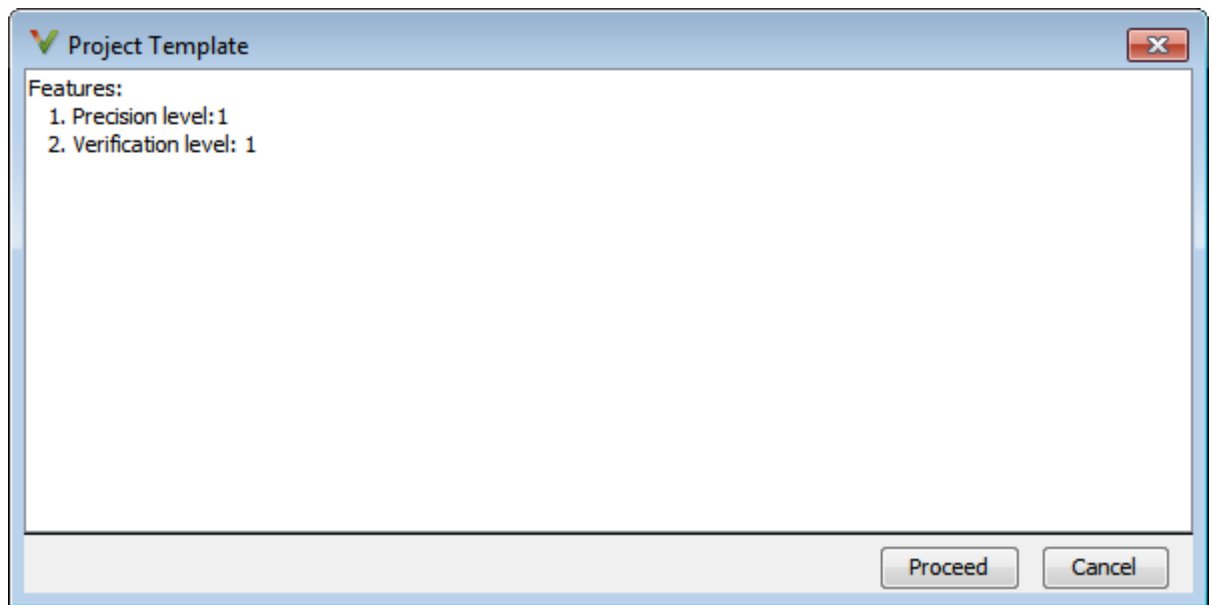 Project Template
Features:
1. Precision level:1
2. Verification level: 1
Proceed Cancel